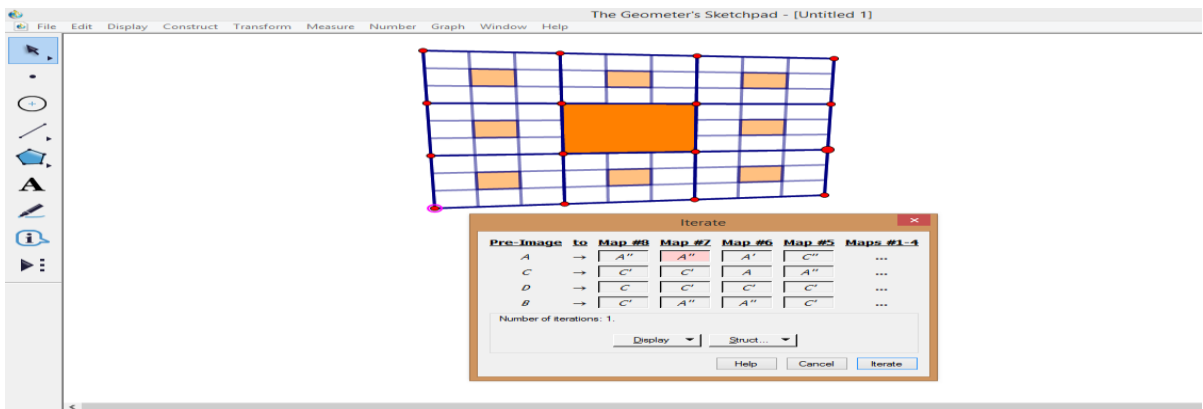 The Geometer's Sketchpad - [Untitled 1]
File Edit Display Construct Transform Measure Number Graph Window Help
A
Iterate
Pre-Image to Map #8 Map #7 Map #6 Map #5 Maps #1-4
A → A'' A'' A' C'' ...
C → C' C' A A'' ...
D → C C' C' C' ...
B → C' A'' A'' C' ...
Number of iterations: 1.
Display Struct...
Help Cancel Iterate